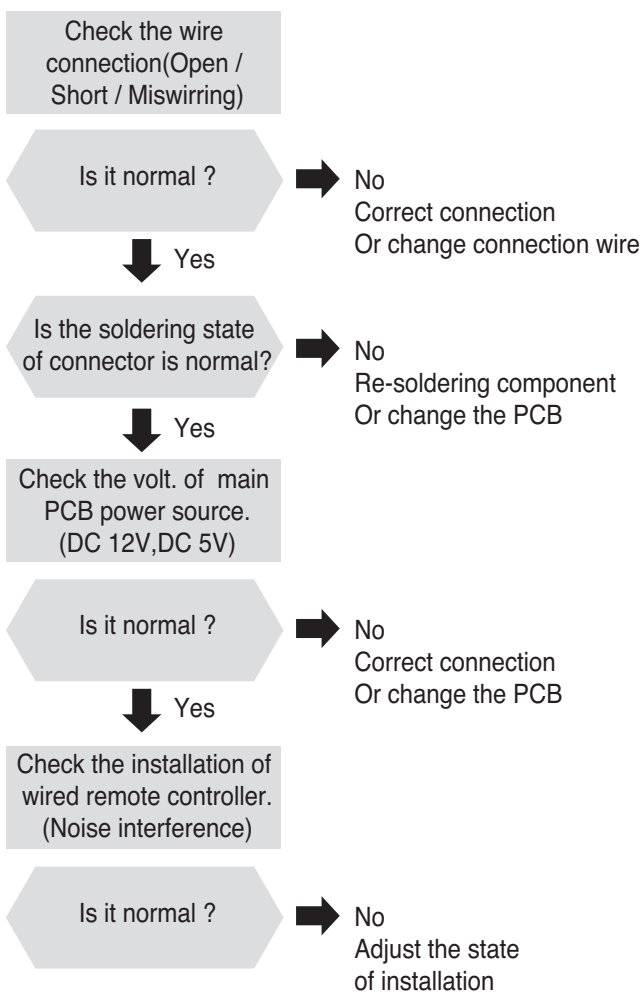 Check the wire
connection(Open /
Short / Miswirring)
Is it normal ?
No
Correct connection
Or change connection wire
Yes
Is the soldering state
of connector is normal?
No
Re-soldering component
Or change the PCB
Yes
Check the volt. of  main
PCB power source.
(DC 12V,DC 5V)
Is it normal ?
No
Correct connection
Or change the PCB
Yes
Check the installation of
wired remote controller.
(Noise interference)
Is it normal ?
No
Adjust the state
of installation